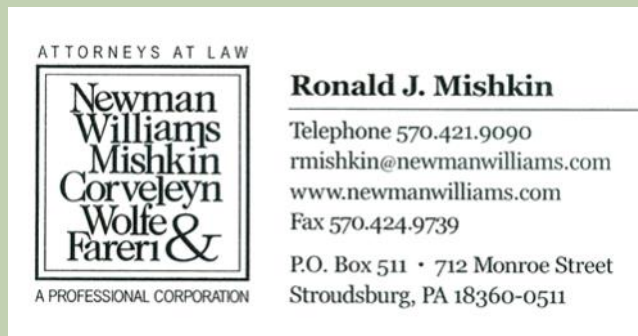 ATTORNEYS AT LAW
Newman
Williams
Mishkin
Corveleyn
Wolfe
Fareri &
A PROFESSIONAL CORPORATION
Ronald J. Mishkin
Telephone 570.421.9090
rmishkin@newmanwilliams.com
www.newmanwilliams.com
Fax 570.424.9739
P.O. Box 511 · 712 Monroe Street
Stroudsburg, PA 18360-0511